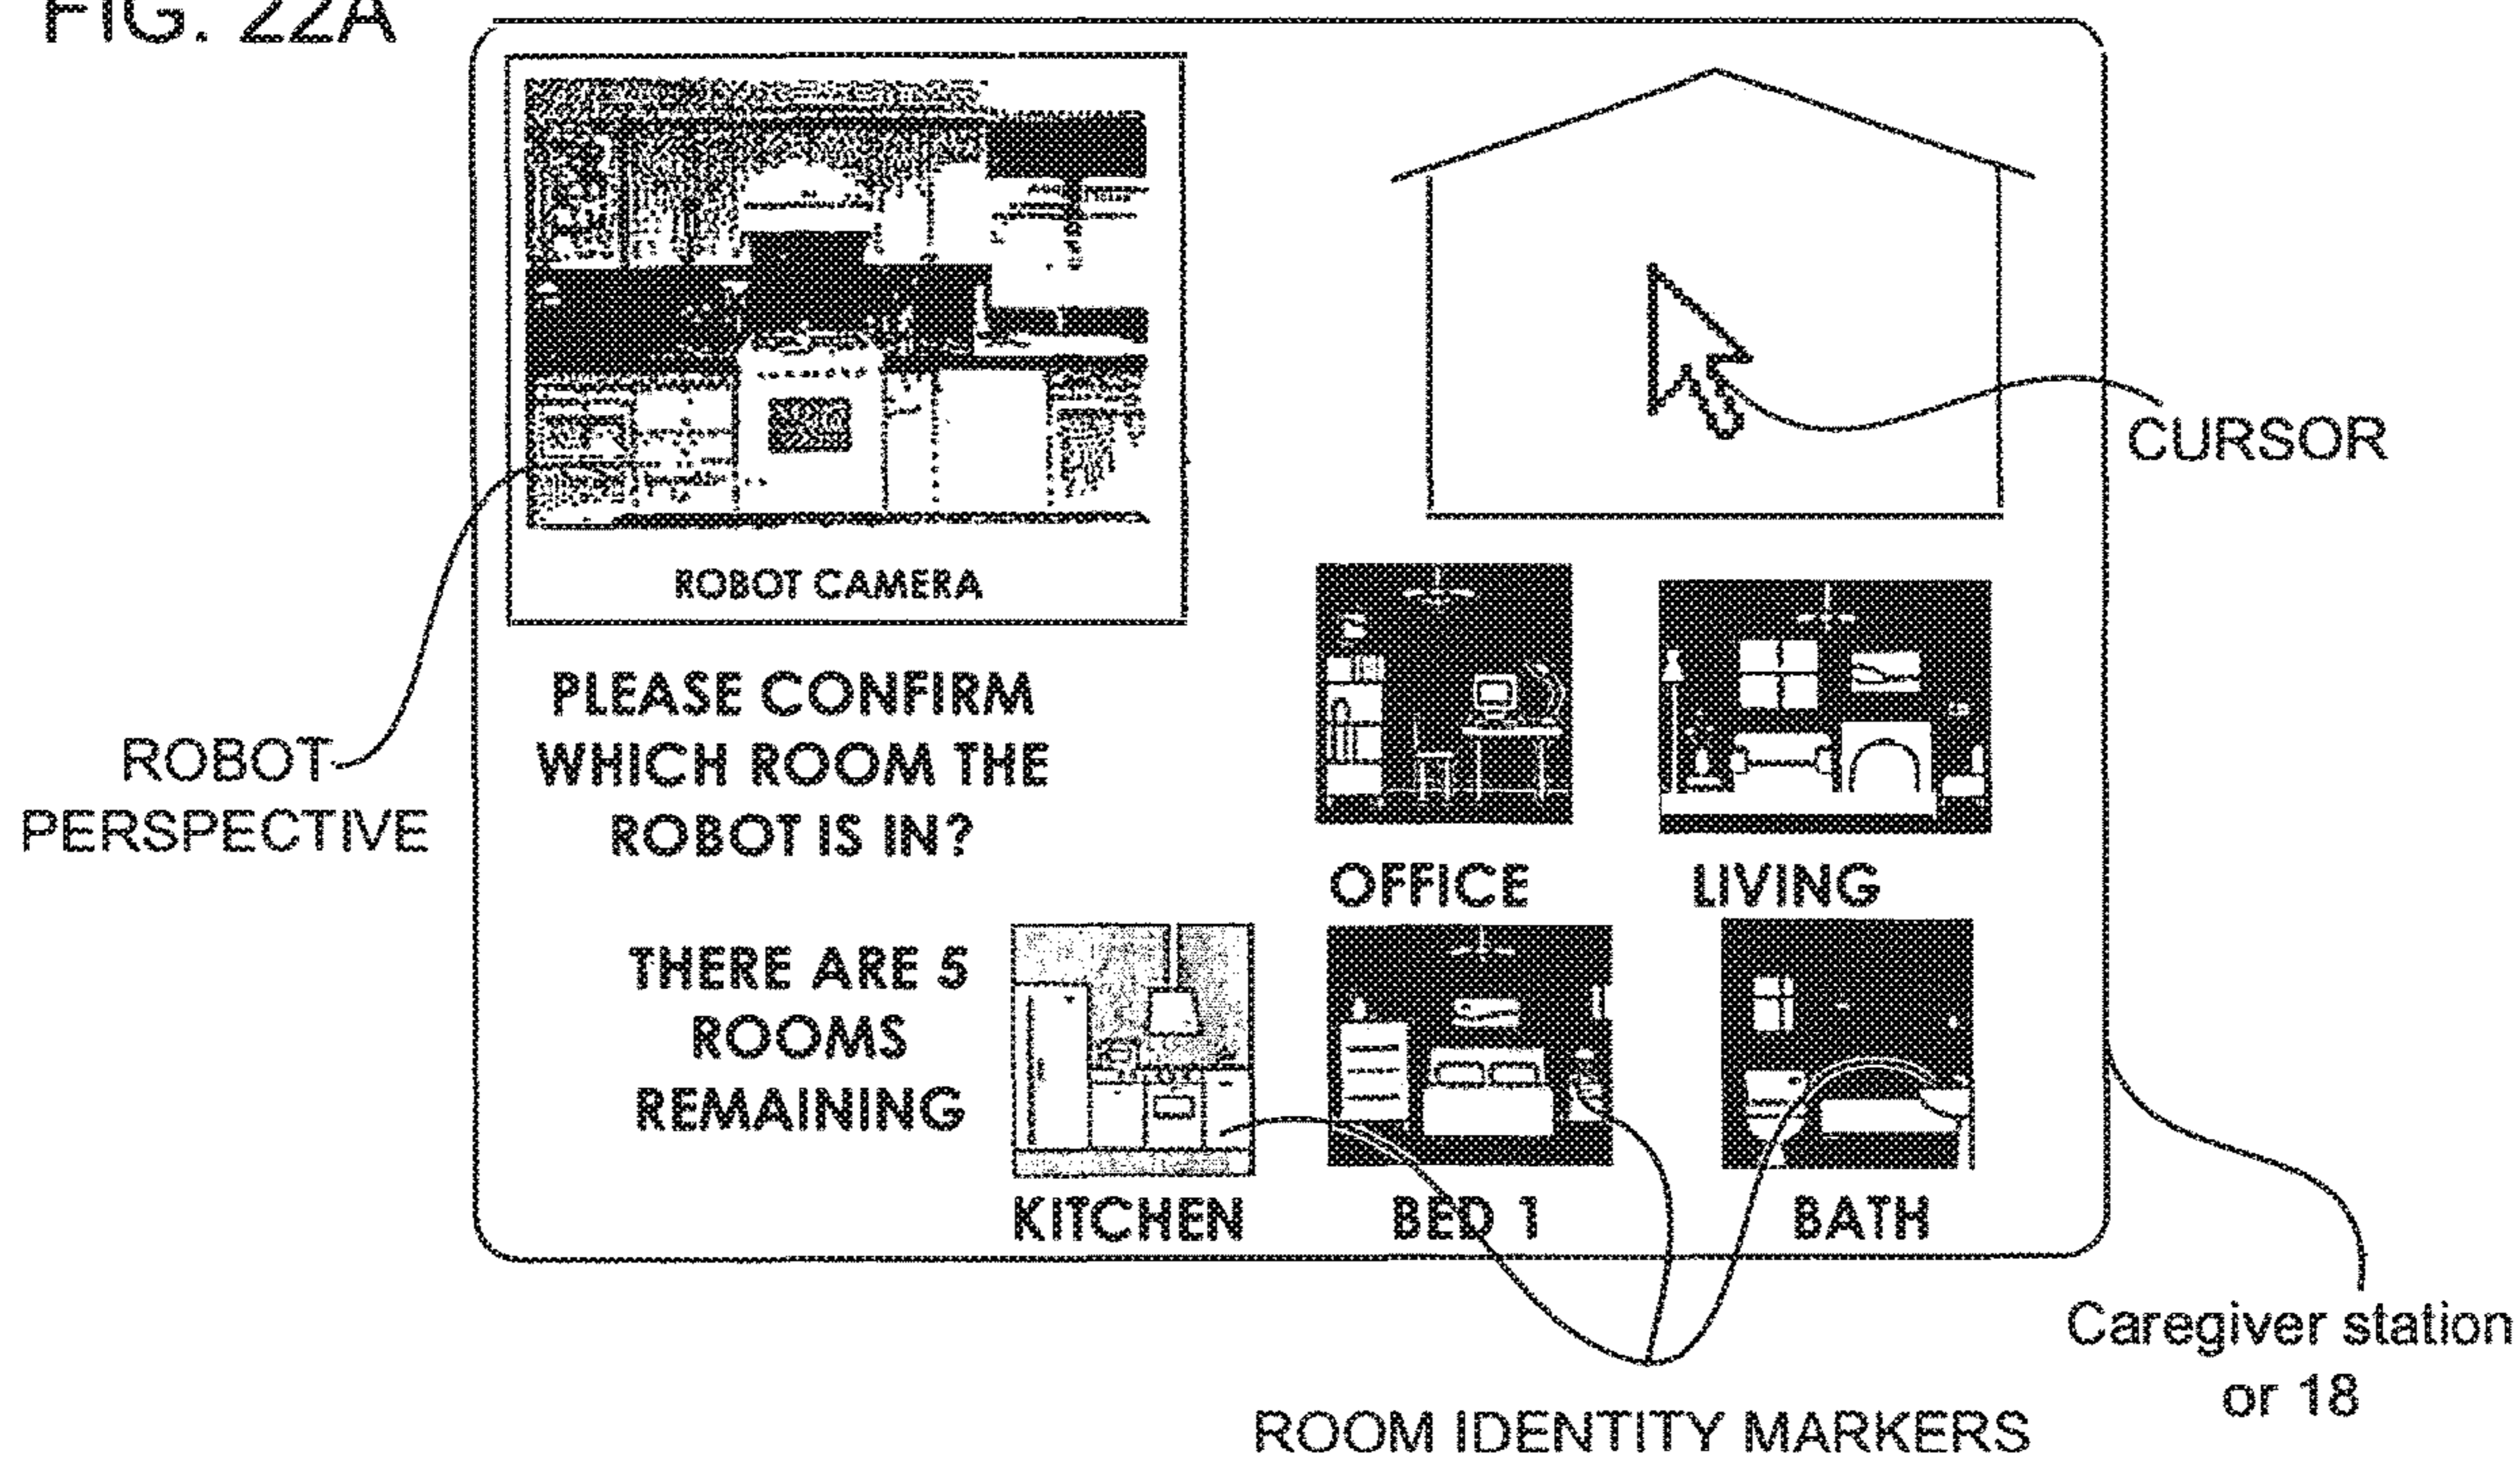 FIG. 22A
ROBOT CAMERA
CURSOR
PLEASE CONFIRM
WHICH ROOM THE
ROBOT IS IN?
ROBOT
PERSPECTIVE
OFFICE
LIVING
THERE ARE 5
ROOMS
REMAINING
KITCHEN
BED 1
BATH
Caregiver station
or 18
ROOM IDENTITY MARKERS